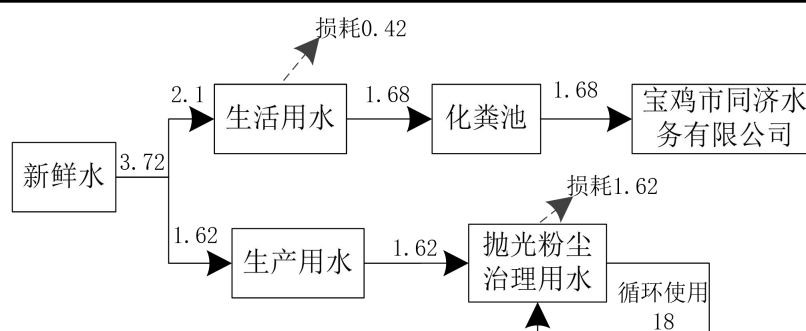 损耗0.42
2.1
生活用水
1.68
化粪池
1.68
宝鸡市同济水
务有限公司
新鲜水
3.72
损耗1.62
1.62
生产用水
1.62
抛光粉尘
治理用水
循环使用
18